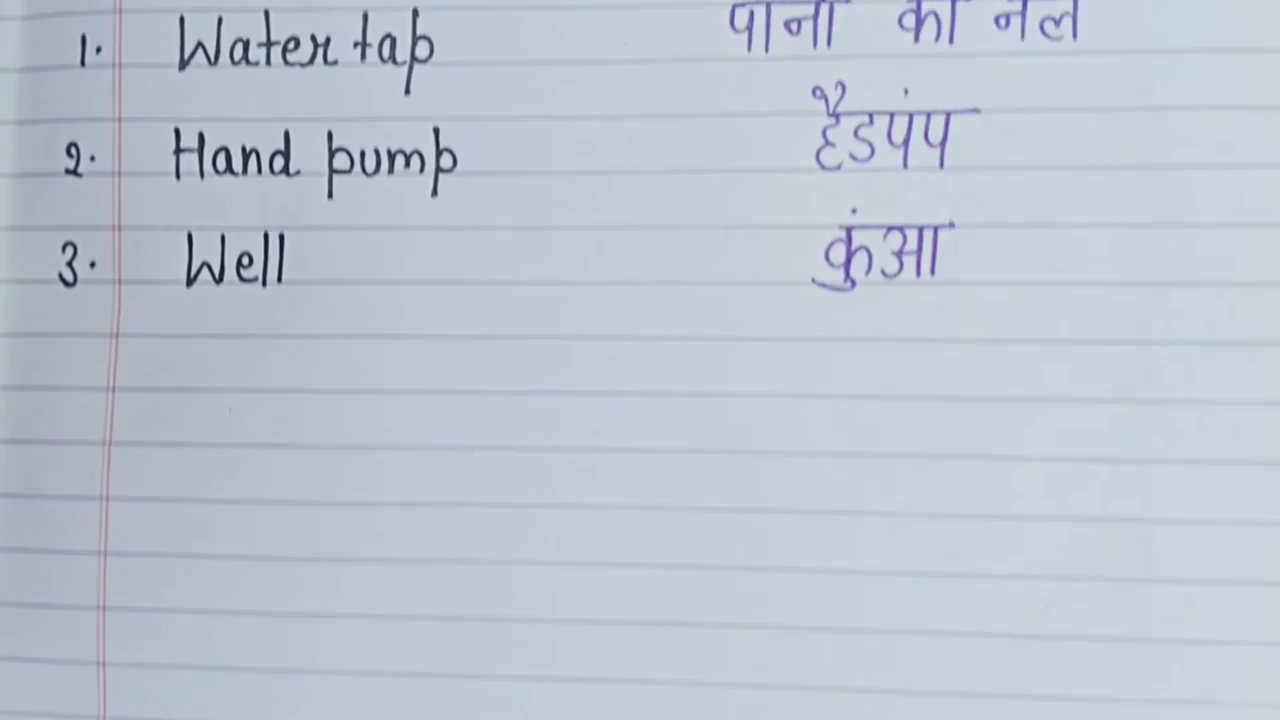 1. Water tap पानी का नल
2. Hand pump हैडपंप
3. Well कुंआ